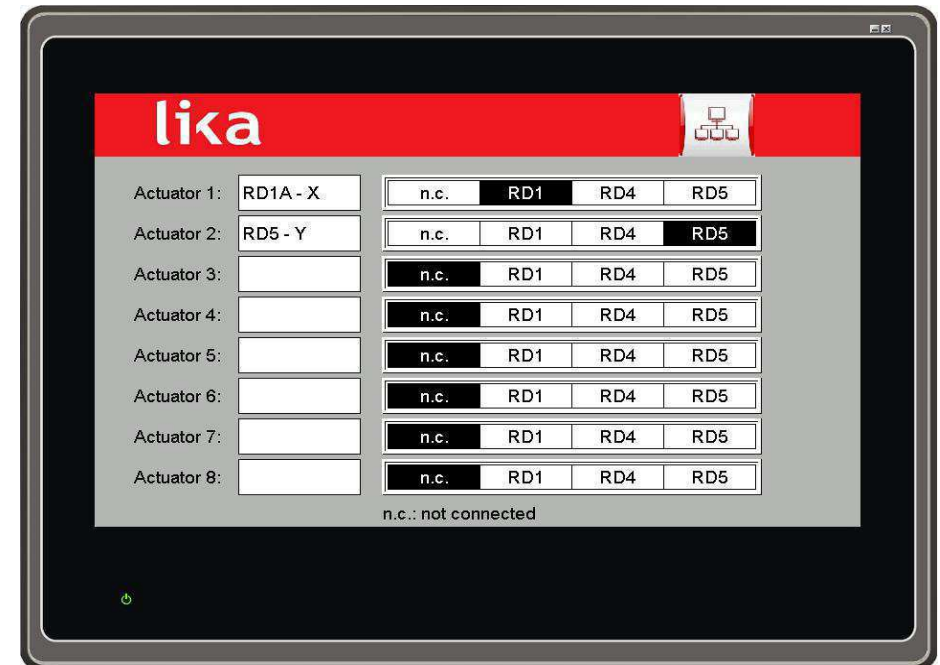 lika
Actuator 1: RD1A - X n.c. RD1 RD4 RD5
Actuator 2: RD5 - Y n.c. RD1 RD4 RD5
Actuator 3: n.c. RD1 RD4 RD5
Actuator 4: n.c. RD1 RD4 RD5
Actuator 5: n.c. RD1 RD4 RD5
Actuator 6: n.c. RD1 RD4 RD5
Actuator 7: n.c. RD1 RD4 RD5
Actuator 8: n.c. RD1 RD4 RD5
n.c.: not connected